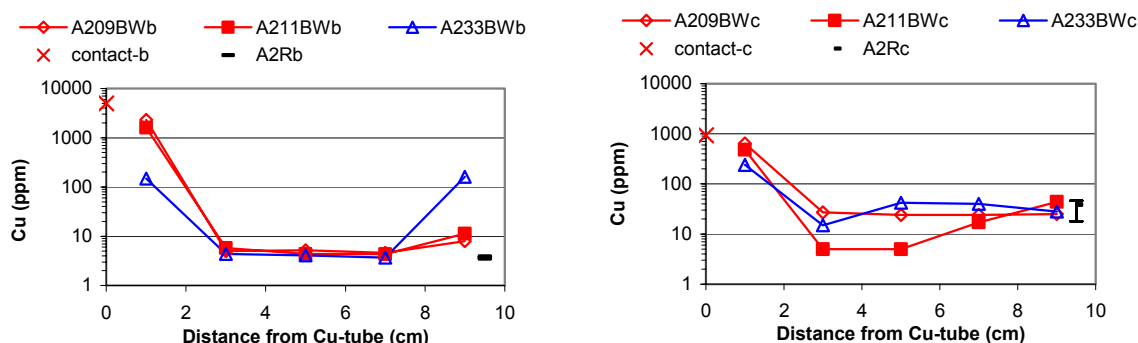 A209BWb A211BWb A233BWb
contact-b A2Rb
10000
1000
100
10
1
Cu (ppm)
0 2 4 6 8 10
Distance from Cu-tube (cm)
A209BWc A211BWc A233BWc
contact-c A2Rc
10000
1000
100
10
1
Cu (ppm)
0 2 4 6 8 10
Distance from Cu-tube (cm)